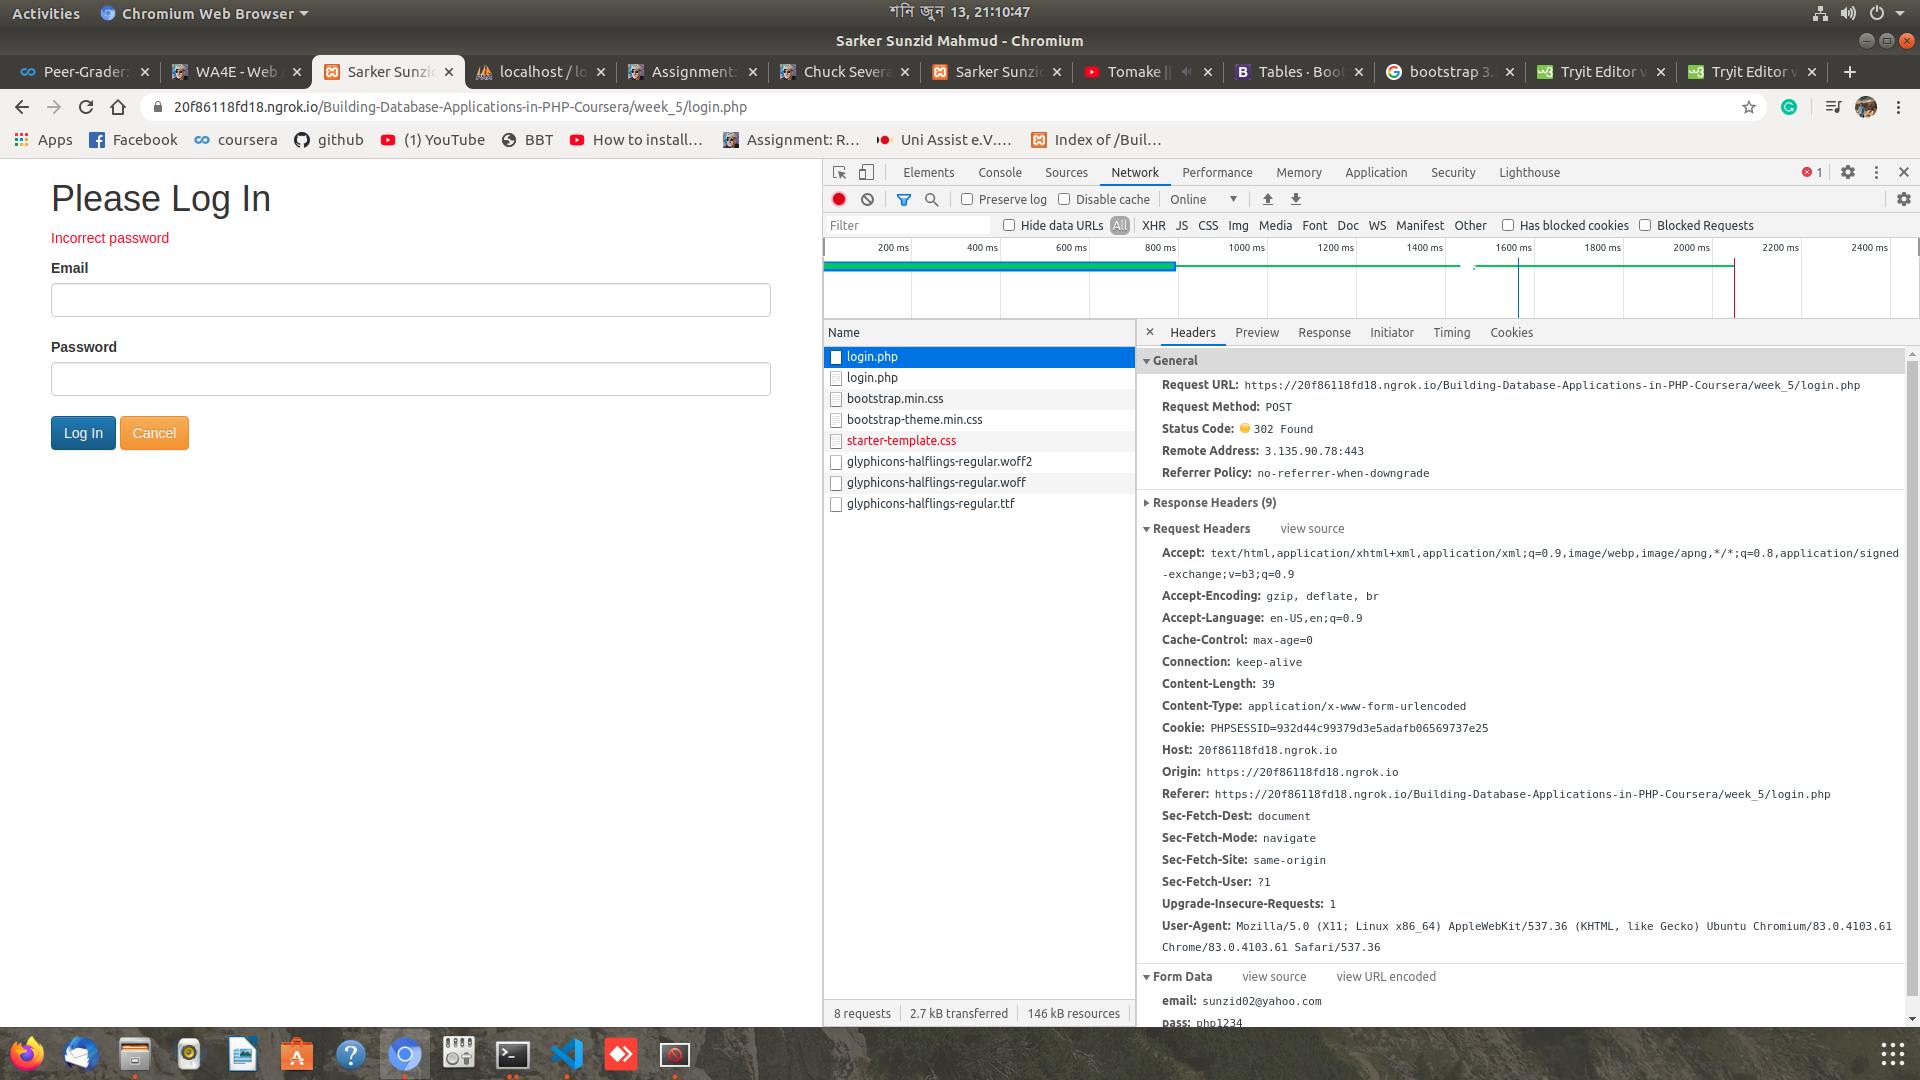 Activities
Chromium Web Browser
শনি জুন 13, 21:10:47
Sarker Sunzid Mahmud - Chromium
Peer-Grader:
WA4E - Web
Sarker Sunzid
localhost / lo
Assignment:
Chuck Severa
Sarker Sunzid
Tomake ||
Tables · Boot
bootstrap 3.
Tryit Editor v
Tryit Editor v
20f86118fd18.ngrok.io/Building-Database-Applications-in-PHP-Coursera/week_5/login.php
Apps
Facebook
coursera
github
(1) YouTube
BBT
How to install...
Assignment: R...
Uni Assist e.V....
Index of /Buil...
Please Log In
Incorrect password
Email
Password
Log In
Cancel
Elements
Console
Sources
Network
Performance
Memory
Application
Security
Lighthouse
1
Preserve log
Disable cache
Online
Filter
Hide data URLs
All
XHR
JS
CSS
Img
Media
Font
Doc
WS
Manifest
Other
Has blocked cookies
Blocked Requests
200 ms
400 ms
600 ms
800 ms
1000 ms
1200 ms
1400 ms
1600 ms
1800 ms
2000 ms
2200 ms
2400 ms
Name
login.php
login.php
bootstrap.min.css
bootstrap-theme.min.css
starter-template.css
glyphicons-halflings-regular.woff2
glyphicons-halflings-regular.woff
glyphicons-halflings-regular.ttf
8 requests
2.7 kB transferred
146 kB resources
Headers
Preview
Response
Initiator
Timing
Cookies
General
Request URL: https://20f86118fd18.ngrok.io/Building-Database-Applications-in-PHP-Coursera/week_5/login.php
Request Method: POST
Status Code: 302 Found
Remote Address: 3.135.90.78:443
Referrer Policy: no-referrer-when-downgrade
Response Headers (9)
Request Headers
view source
Accept: text/html,application/xhtml+xml,application/xml;q=0.9,image/webp,image/apng,*/*;q=0.8,application/signed
-exchange;v=b3;q=0.9
Accept-Encoding: gzip, deflate, br
Accept-Language: en-US,en;q=0.9
Cache-Control: max-age=0
Connection: keep-alive
Content-Length: 39
Content-Type: application/x-www-form-urlencoded
Cookie: PHPSESSID=932d44c99379d3e5adafb06569737e25
Host: 20f86118fd18.ngrok.io
Origin: https://20f86118fd18.ngrok.io
Referer: https://20f86118fd18.ngrok.io/Building-Database-Applications-in-PHP-Coursera/week_5/login.php
Sec-Fetch-Dest: document
Sec-Fetch-Mode: navigate
Sec-Fetch-Site: same-origin
Sec-Fetch-User: ?1
Upgrade-Insecure-Requests: 1
User-Agent: Mozilla/5.0 (X11; Linux x86_64) AppleWebKit/537.36 (KHTML, like Gecko) Ubuntu Chromium/83.0.4103.61
Chrome/83.0.4103.61 Safari/537.36
Form Data
view source
view URL encoded
email: sunzid02@yahoo.com
pass: php1234